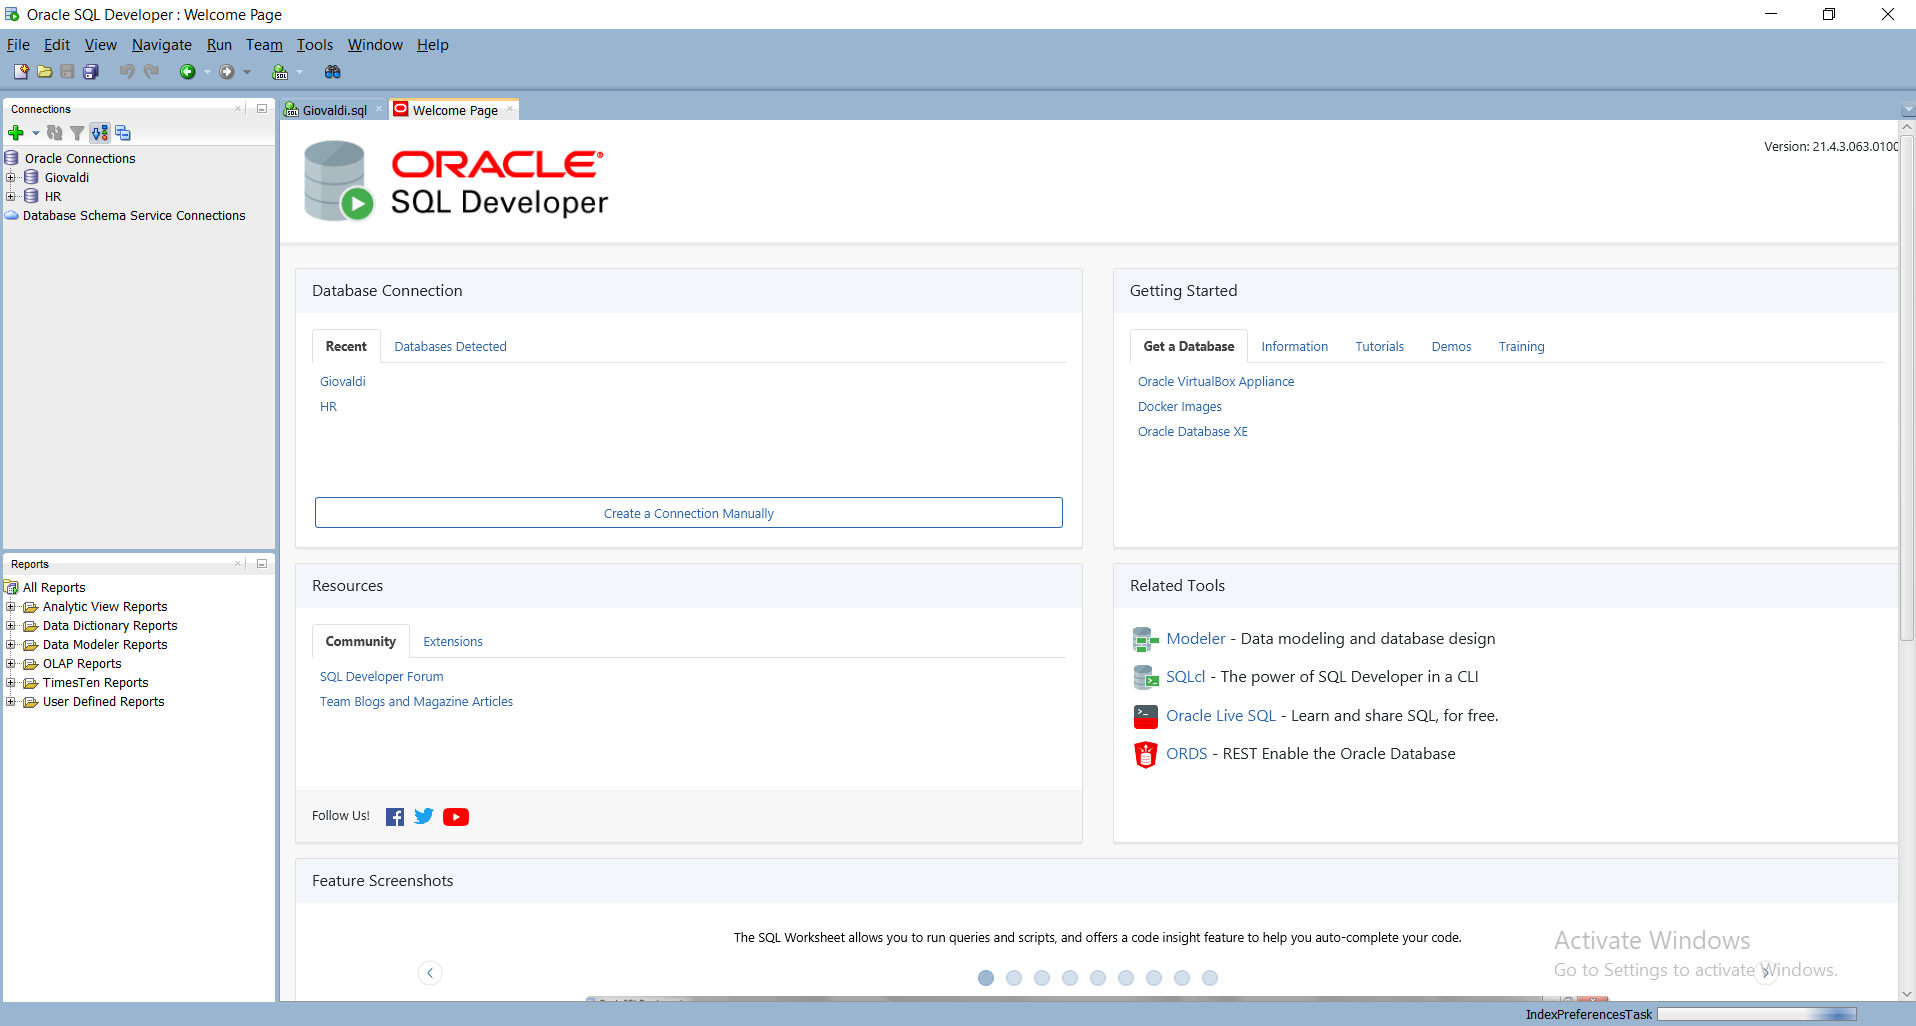 Oracle SQL Developer : Welcome Page
File Edit View Navigate Run Team Tools Window Help
Connections
Oracle Connections
Giovaldi
HR
Database Schema Service Connections
Reports
All Reports
Analytic View Reports
Data Dictionary Reports
Data Modeler Reports
OLAP Reports
TimesTen Reports
User Defined Reports
Giovaldi.sql Welcome Page
ORACLE
SQL Developer
Version: 21.4.3.063.0100
Database Connection
Recent Databases Detected
Giovaldi
HR
Create a Connection Manually
Getting Started
Get a Database Information Tutorials Demos Training
Oracle VirtualBox Appliance
Docker Images
Oracle Database XE
Resources
Community Extensions
SQL Developer Forum
Team Blogs and Magazine Articles
Follow Us!
Related Tools
Modeler - Data modeling and database design
SQLcl - The power of SQL Developer in a CLI
Oracle Live SQL - Learn and share SQL, for free.
ORDS - REST Enable the Oracle Database
Feature Screenshots
The SQL Worksheet allows you to run queries and scripts, and offers a code insight feature to help you auto-complete your code.
Activate Windows
Go to Settings to activate Windows.
IndexPreferencesTask